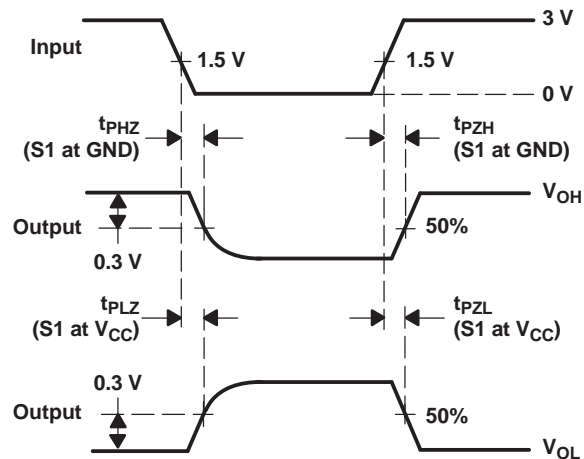 3 V
Input
1.5 V
1.5 V
0 V
tPHZ
(S1 at GND)
tPZH
(S1 at GND)
VOH
Output
50%
0.3 V
tPLZ
(S1 at VCC)
tPZL
(S1 at VCC)
0.3 V
Output
50%
VOL